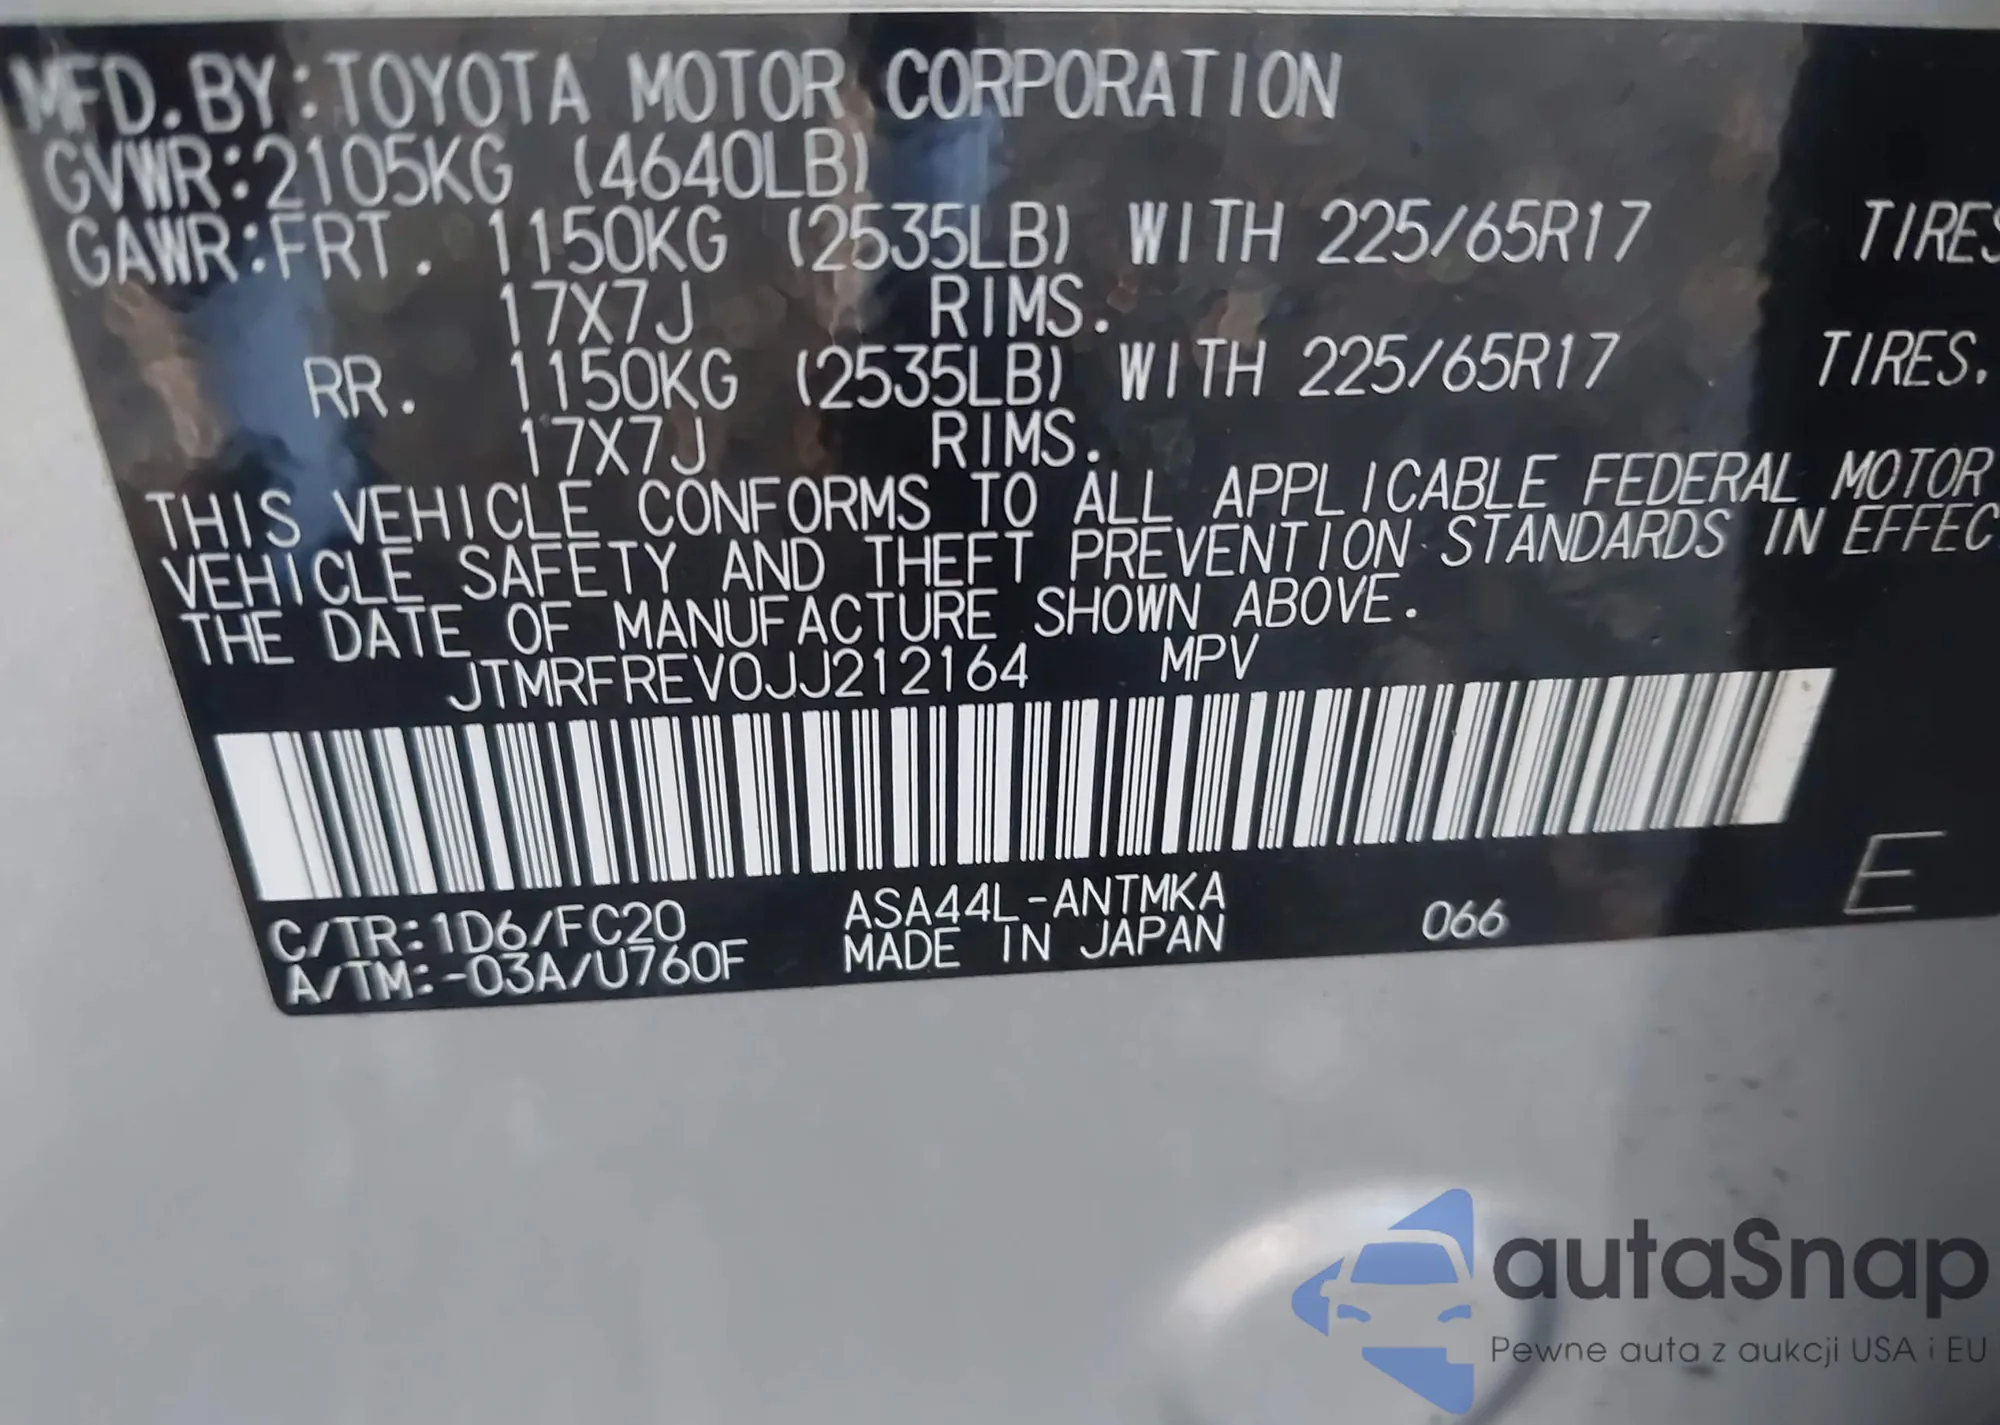 MFD.BY:TOYOTA MOTOR CORPORATION
GVWR:2105KG (4640LB)
GAWR:FRT. 1150KG (2535LB) WITH 225/65R17 TIRES
17X7J RIMS.
RR. 1150KG (2535LB) WITH 225/65R17 TIRES.
17X7J RIMS.
THIS VEHICLE CONFORMS TO ALL APPLICABLE FEDERAL MOTOR
VEHICLE SAFETY AND THEFT PREVENTION STANDARDS IN EFFEC
THE DATE OF MANUFACTURE SHOWN ABOVE.
JTMRFREV0JJ212164 MPV
C/TR:1D6/FC20 ASA44L-ANTMKA 066 E
A/TM:-03A/U760F MADE IN JAPAN
autaSnap
Pewne auta z aukcji USA i EU